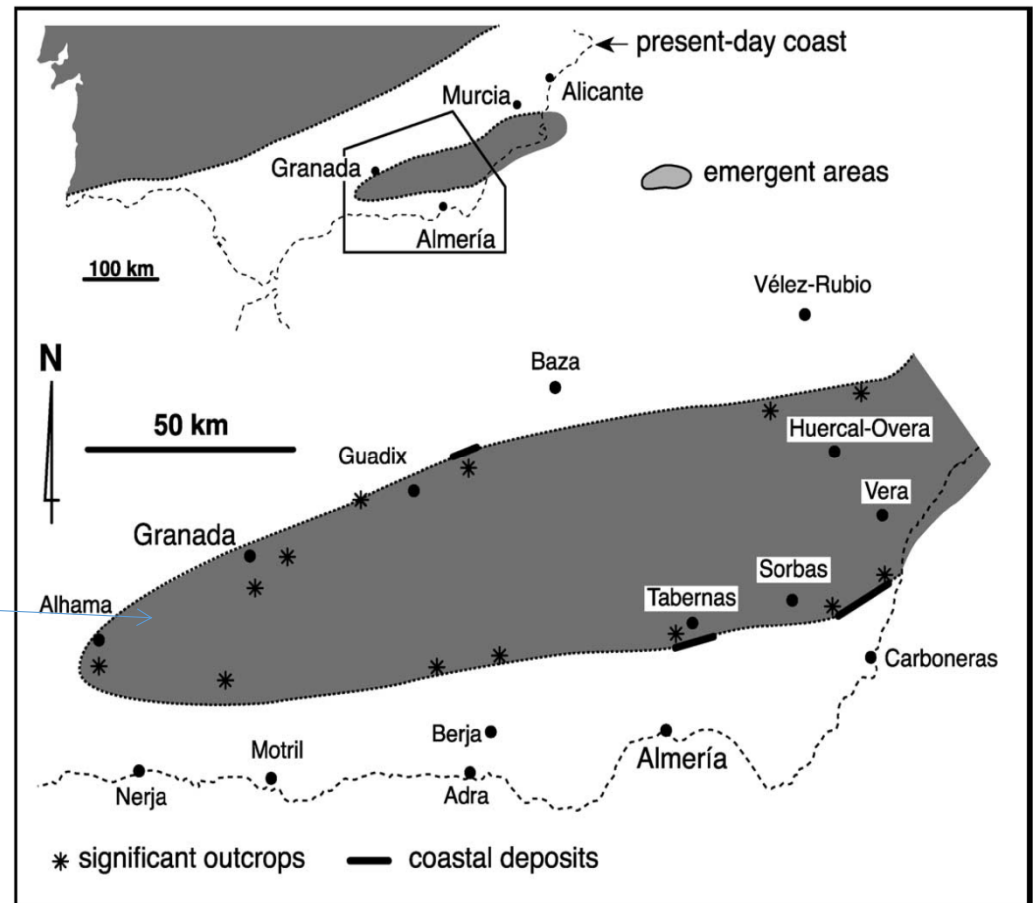 present-day coast
Alicante
Murcia
Granada
emergent areas
Almería
100 km
Vélez-Rubio
N
Baza
50 km
Huercal-Overa
Guadix
Vera
Granada
Sorbas
Alhama
Tabernas
Carboneras
Berja
Almería
Motril
Nerja
Adra
significant outcrops
coastal deposits